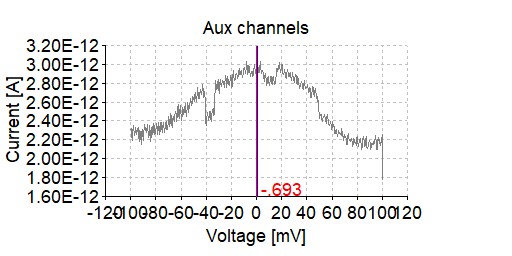 Aux channels
3.20E-12
3.00E-12
2.80E-12
2.60E-12
2.40E-12
2.20E-12
2.00E-12
1.80E-12
1.60E-12
Current [A]
-.693
-120 -100 -80 -60 -40 -20 0 20 40 60 80 100 120
Voltage [mV]